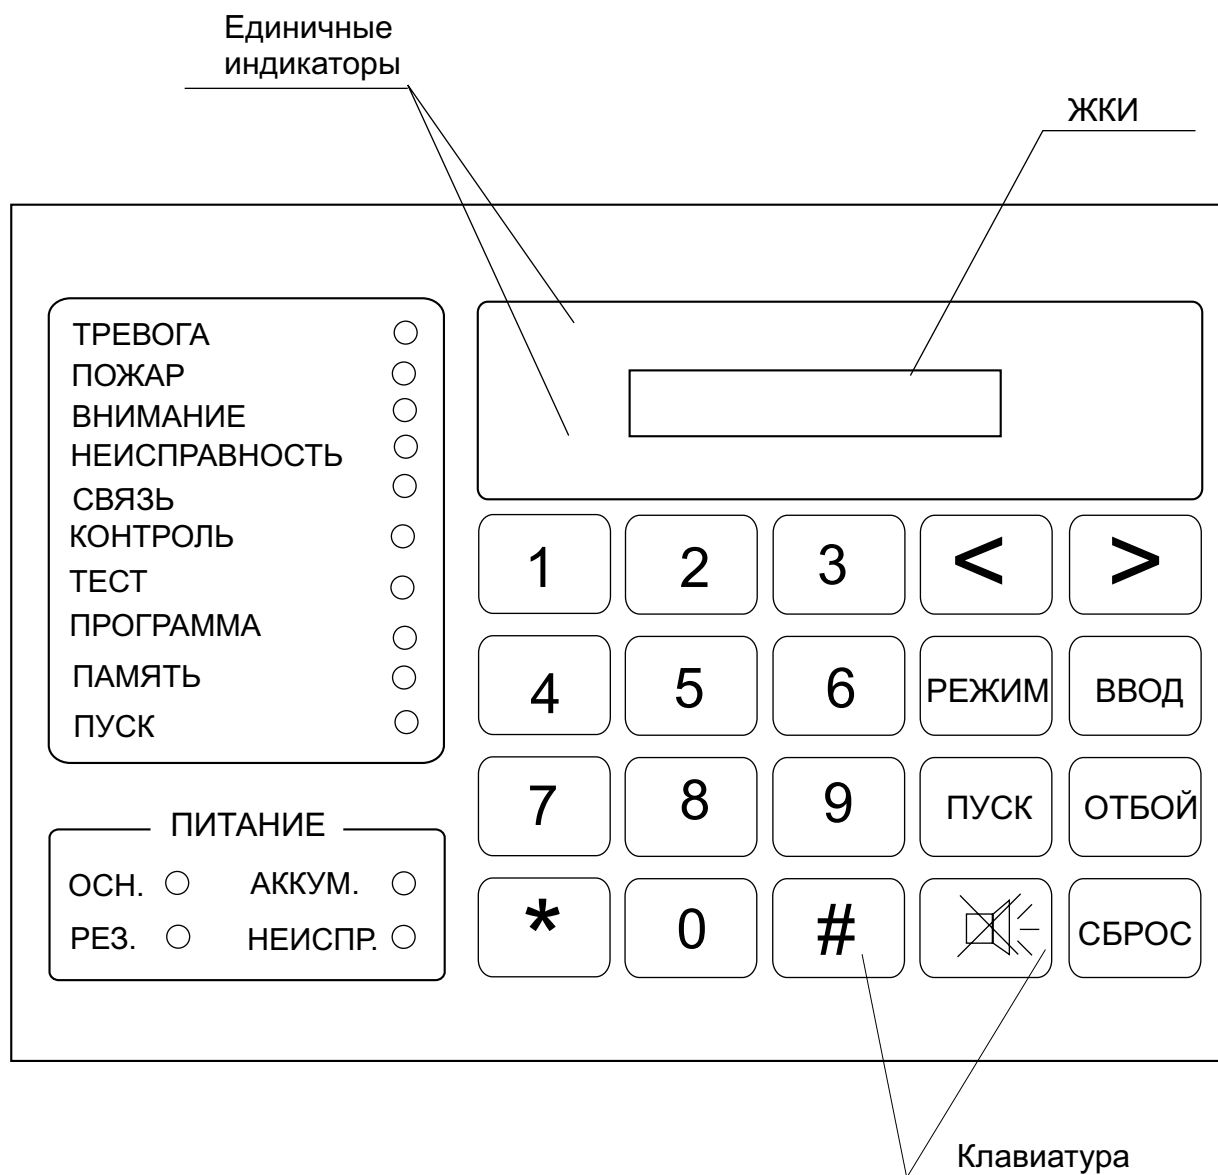 Единичные
индикаторы
ЖКИ
ТРЕВОГА
ПОЖАР
ВНИМАНИЕ
НЕИСПРАВНОСТЬ
СВЯЗЬ
КОНТРОЛЬ
ТЕСТ
ПРОГРАММА
ПАМЯТЬ
ПУСК
ПИТАНИЕ
ОСН. АККУМ.
РЕЗ. НЕИСПР.
1 2 3 < >
4 5 6 РЕЖИМ ВВОД
7 8 9 ПУСК ОТБОЙ
* 0 # СБРОС
Клавиатура